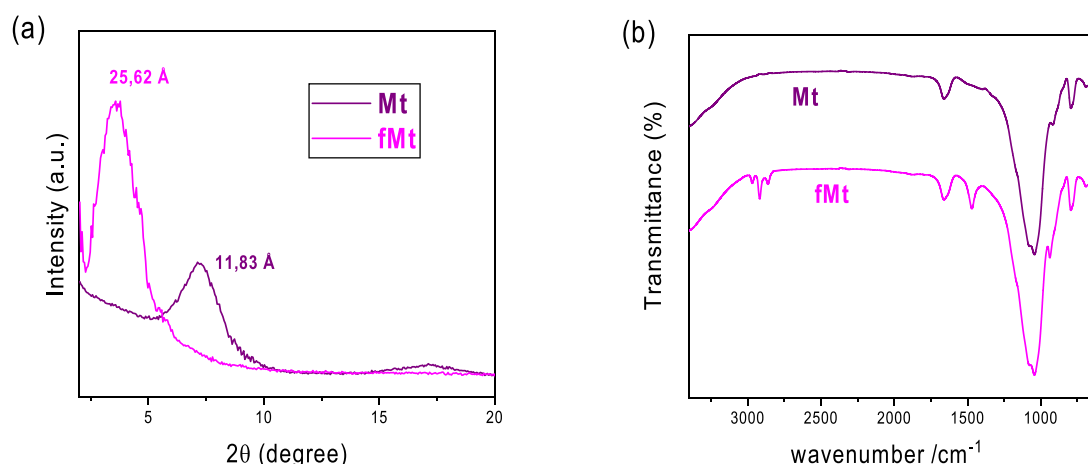 (a)
25,62 Å
Mt
fMt
11,83 Å
Intensity (a.u.)
5
10
15
20
2θ (degree)
(b)
Mt
fMt
Transmittance (%)
3000
2500
2000
1500
1000
wavenumber /cm⁻¹